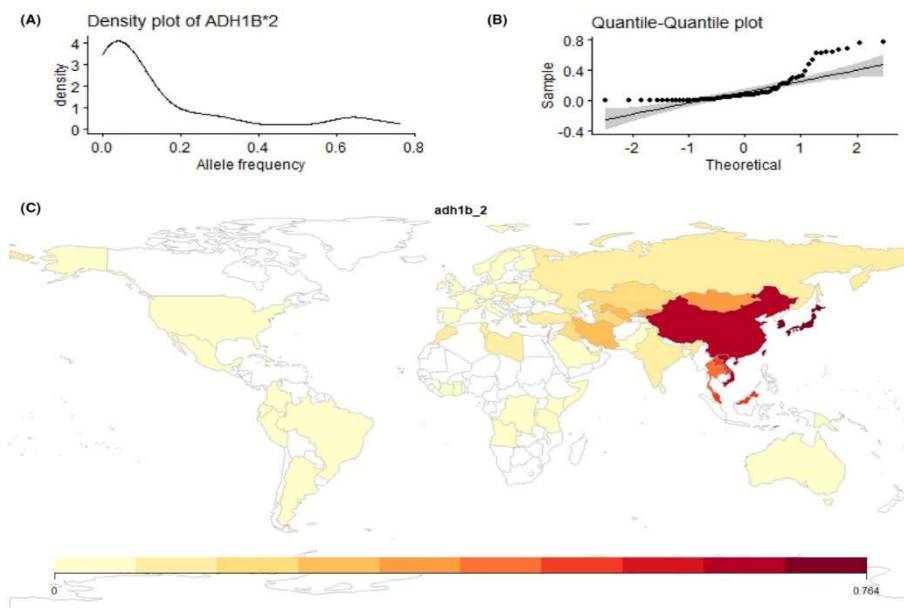 (A)
Density plot of ADH1B*2
density
4
3
2
1
0
0.0 0.2 0.4 0.6 0.8
Allele frequency
(B)
Quantile-Quantile plot
Sample
0.8
0.4
0.0
-0.4
-2 -1 0 1 2
Theoretical
(C)
adh1b_2
0 0.764